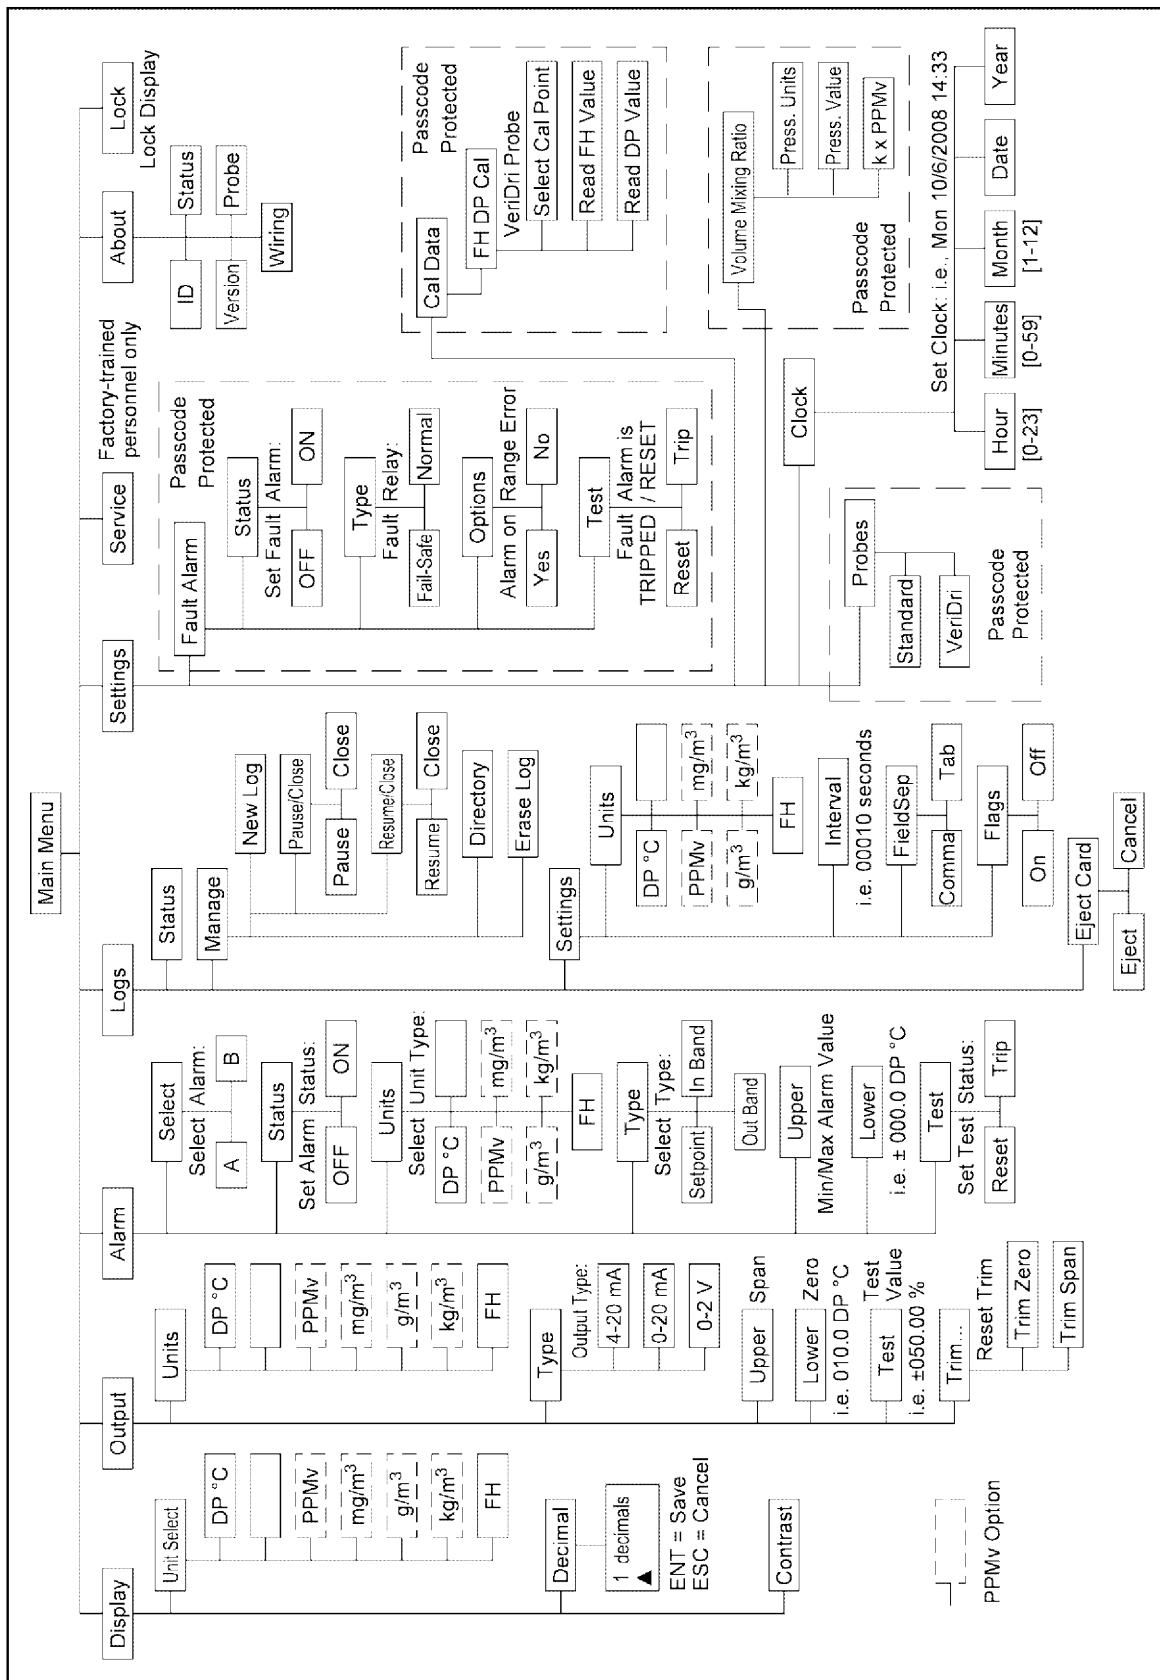 Main Menu
Display
Output
Alarm
Logs
Settings
Service
About
Lock
Factory-trained
personnel only
Lock Display
Unit Select
DP °C
PPMv
mg/m³
g/m³
kg/m³
FH
Decimal
1 decimals
▲
ENT = Save
ESC = Cancel
Contrast
PPMv Option
Units
DP °C
PPMv
mg/m³
g/m³
kg/m³
FH
Type
Output Type:
4-20 mA
0-20 mA
0-2 V
Upper Span
Lower Zero
i.e. 010.0 DP °C
Test Test
Value
i.e. ±050.00 %
Trim...
Reset Trim
Trim Zero
Trim Span
Select
Select Alarm:
A B
Status
Set Alarm Status:
OFF ON
Units
Select Unit Type:
DP °C
PPMv mg/m³
g/m³ kg/m³
FH
Type
Select Type:
Setpoint In Band
Out Band
Upper
Min/Max Alarm Value
Lower
i.e. ± 000.0 DP °C
Test
Set Test Status:
Reset Trip
Status
Manage
New Log
Pause/Close
Pause Close
Resume/Close
Resume Close
Directory
Erase Log
Settings
Units
DP °C
PPMv mg/m³
g/m³ kg/m³
FH
Interval
i.e. 00010 seconds
FieldSep
Comma Tab
Flags
On Off
Eject Card
Eject Cancel
Fault Alarm
Passcode
Protected
Status
Set Fault Alarm:
OFF ON
Type
Fault Relay:
Fail-Safe Normal
Options
Alarm on Range Error
Yes No
Test
Fault Alarm is
TRIPPED / RESET
Reset Trip
Cal Data
Passcode
Protected
FH DP Cal
VeriDri Probe
Select Cal Point
Read FH Value
Read DP Value
Volume Mixing Ratio
Press. Units
Press. Value
k x PPMv
Passcode
Protected
Clock
Set Clock: i.e., Mon 10/6/2008 14:33
Hour Minutes Month Date Year
[0-23] [0-59] [1-12]
Probes
Standard
VeriDri
Passcode
Protected
ID Status
Version Probe
Wiring